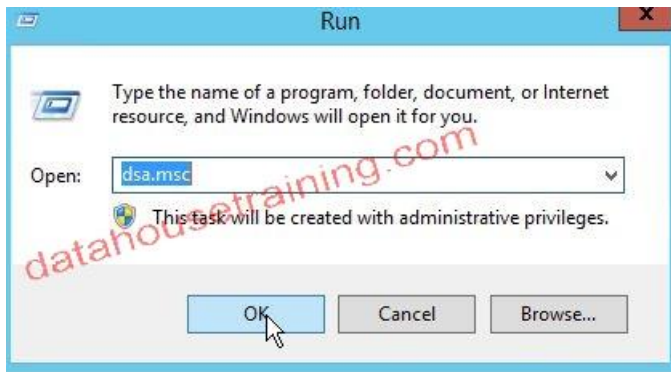 Run
x
Type the name of a program, folder, document, or Internet
resource, and Windows will open it for you.
Open:
dsa.msc
This task will be created with administrative privileges.
datahousetraining.com
OK
Cancel
Browse...